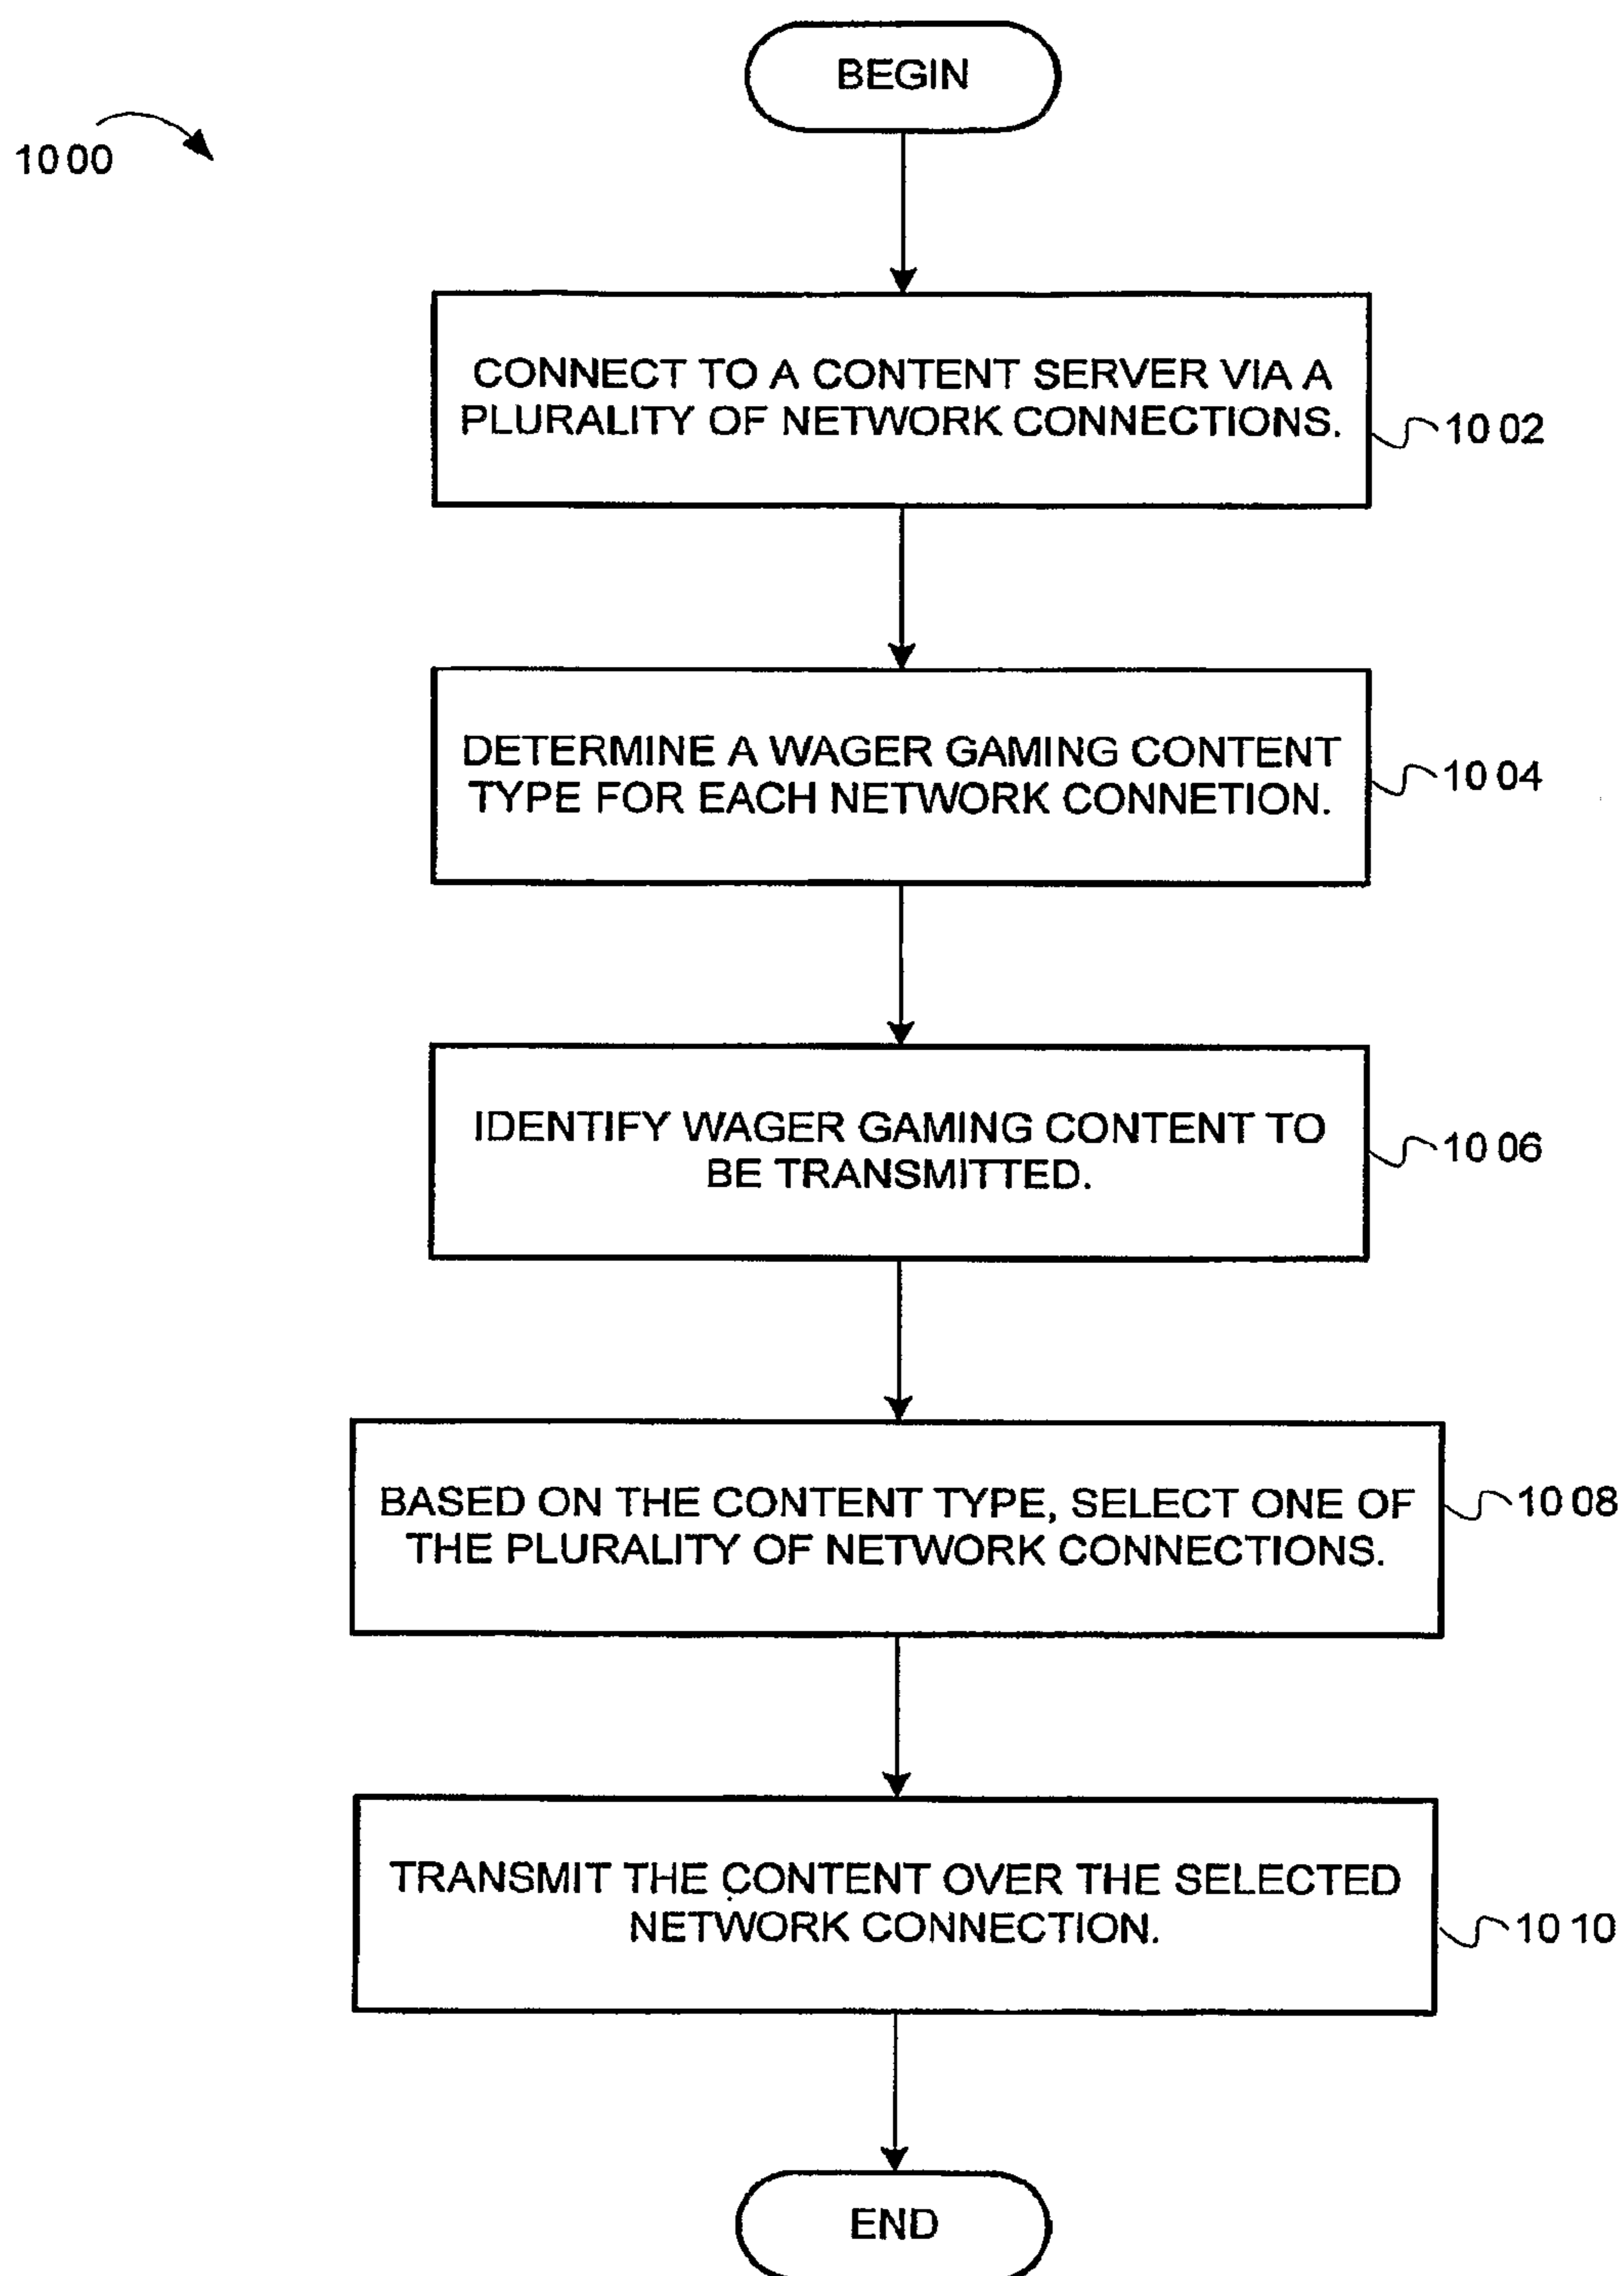 BEGIN
1000
CONNECT TO A CONTENT SERVER VIA A
PLURALITY OF NETWORK CONNECTIONS.
1002
DETERMINE A WAGER GAMING CONTENT
TYPE FOR EACH NETWORK CONNETION.
1004
IDENTIFY WAGER GAMING CONTENT TO
BE TRANSMITTED.
1006
BASED ON THE CONTENT TYPE, SELECT ONE OF
THE PLURALITY OF NETWORK CONNECTIONS.
1008
TRANSMIT THE CONTENT OVER THE SELECTED
NETWORK CONNECTION.
1010
END